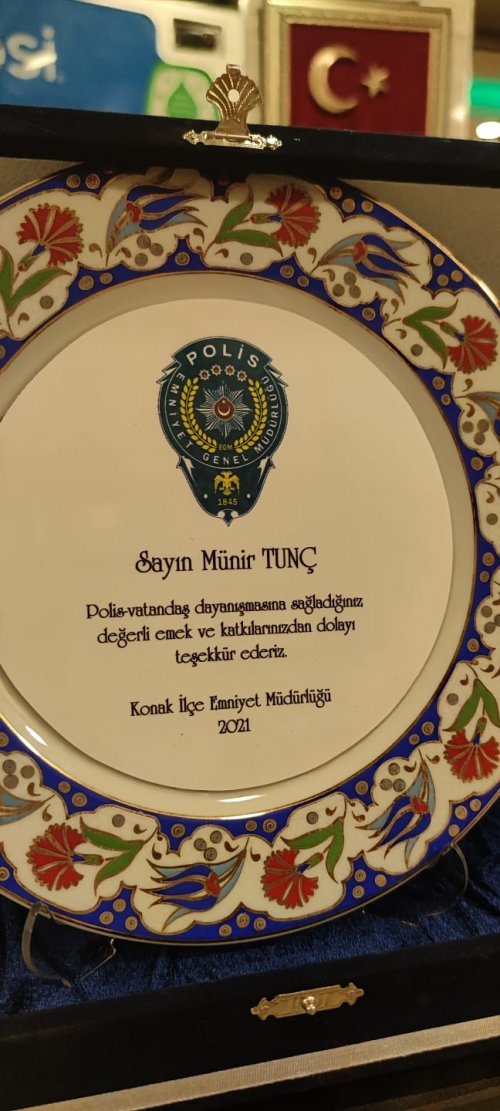 POLİS
EMNİYET GENEL MÜDÜRLÜĞÜ
EGM
1845
Sayın Münir TUNÇ
Polis-vatandaş dayanışmasına sağladığınız
değerli emek ve katkılarınızdan dolayı
teşekkür ederiz.
Konak İlçe Emniyet Müdürlüğü
2021